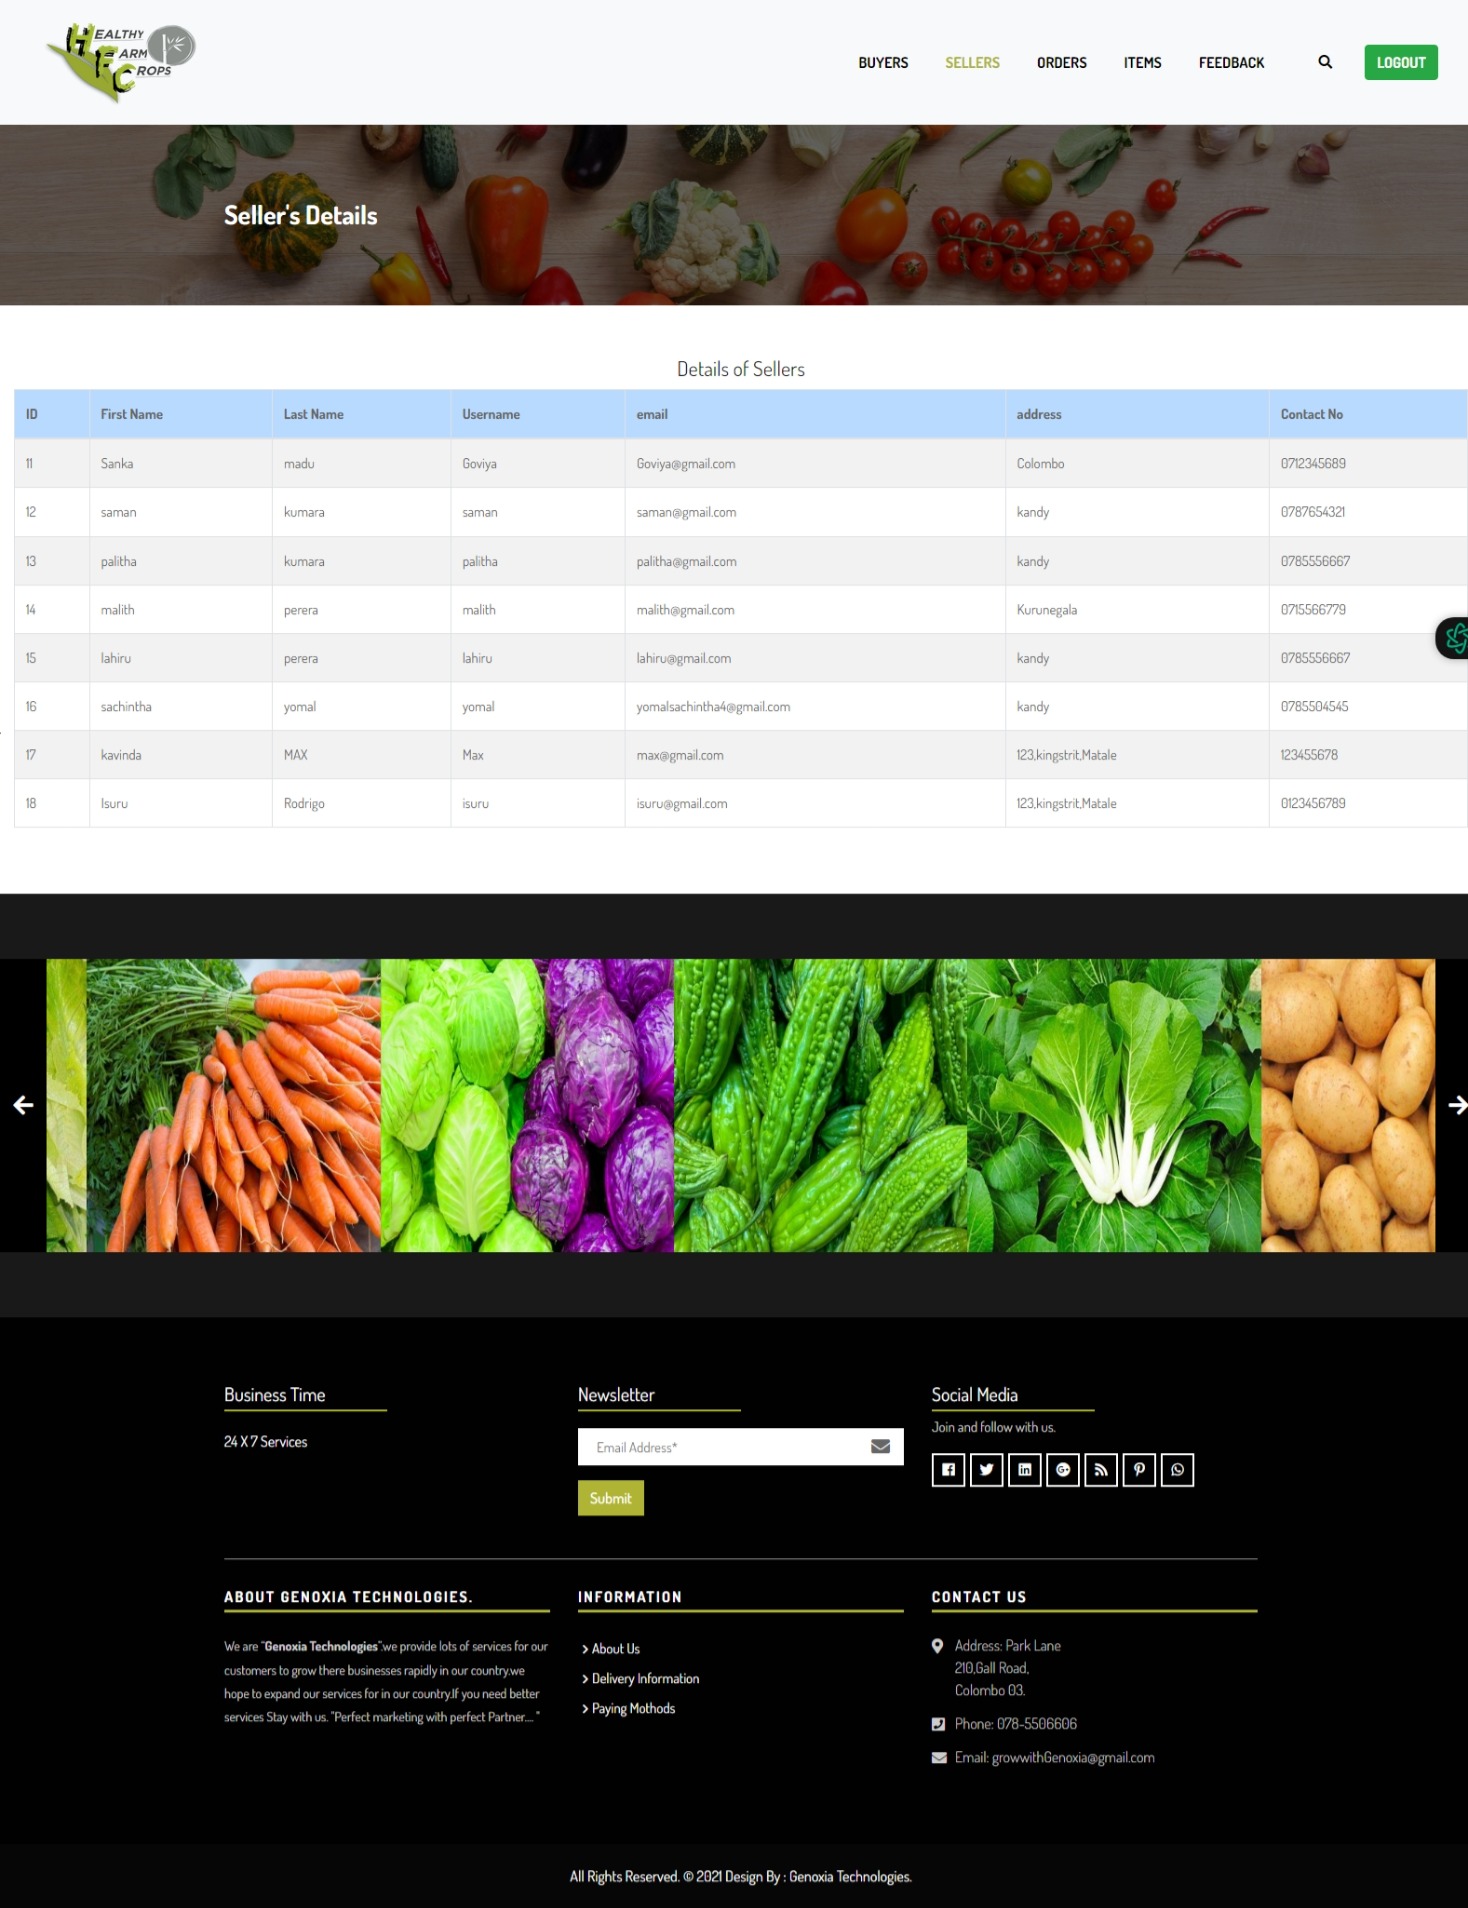 HEALTHY
FARM
CROPS
BUYERS SELLERS ORDERS ITEMS FEEDBACK LOGOUT
Seller's Details
Details of Sellers
ID First Name Last Name Username email address Contact No
11 Sanka madu Goviya Goviya@gmail.com Colombo 0712345689
12 saman kumara saman saman@gmail.com kandy 0787654321
13 palitha kumara palitha palitha@gmail.com kandy 0785556667
14 malith perera malith malith@gmail.com Kurunegala 0715566779
15 lahiru perera lahiru lahiru@gmail.com kandy 0785556667
16 sachintha yomal yomal yomalsachintha4@gmail.com kandy 0785504545
17 kavinda MAX Max max@gmail.com 123,kingstrit,Matale 123455678
18 Isuru Rodrigo isuru isuru@gmail.com 123,kingstrit,Matale 0123456789
Business Time
24 X 7 Services
Newsletter
Email Address*
Submit
Social Media
Join and follow with us.
ABOUT GENOXIA TECHNOLOGIES.
We are "Genoxia Technologies".we provide lots of services for our
customers to grow there businesses rapidly in our country.we
hope to expand our services for in our country.If you need better
services Stay with us. "Perfect marketing with perfect Partner.... "
INFORMATION
About Us
Delivery Information
Paying Mothods
CONTACT US
Address: Park Lane
210,Gall Road,
Colombo 03.
Phone: 078-5506606
Email: growwithGenoxia@gmail.com
All Rights Reserved. © 2021 Design By : Genoxia Technologies.